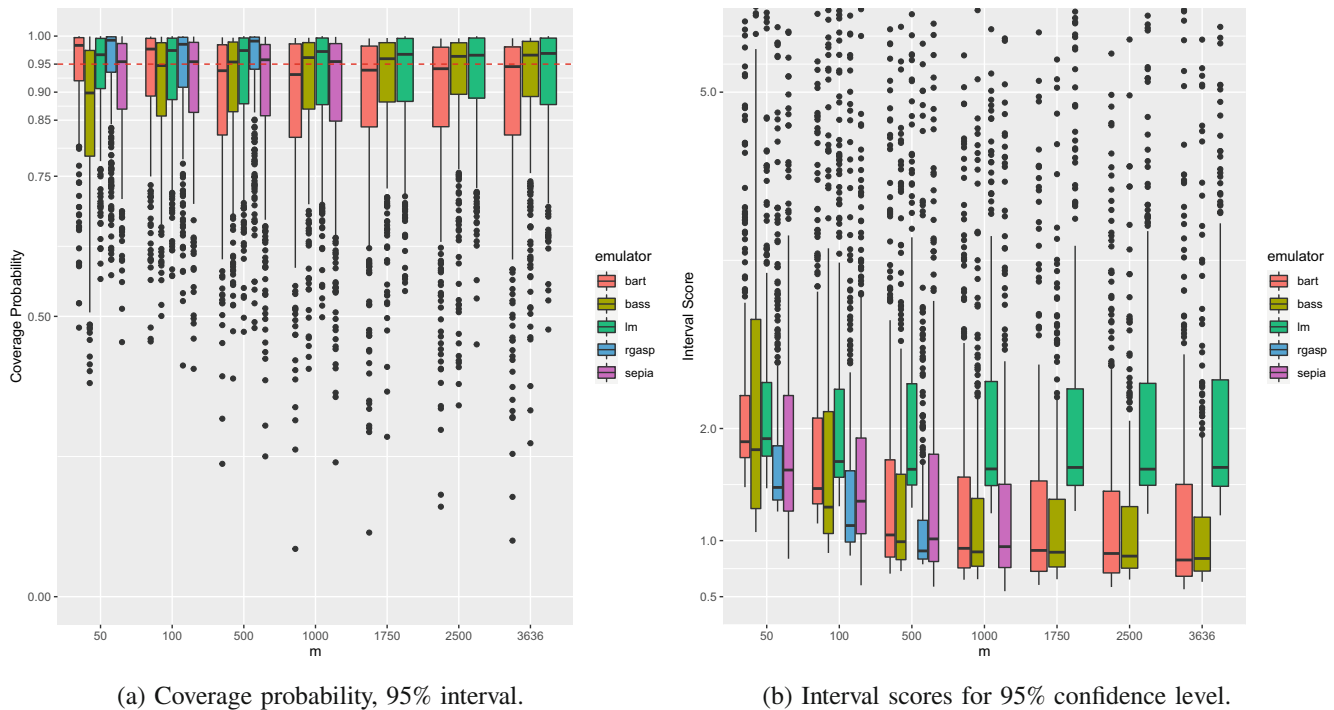 Coverage Probability
1.00
0.95
0.90
0.85
0.75
0.50
0.00
50
100
500
1000
1750
2500
3636
m
emulator
bart
bass
lm
rgasp
sepia
(a) Coverage probability, 95% interval.
Interval Score
5.0
2.0
1.0
0.5
50
100
500
1000
1750
2500
3636
m
emulator
bart
bass
lm
rgasp
sepia
(b) Interval scores for 95% confidence level.